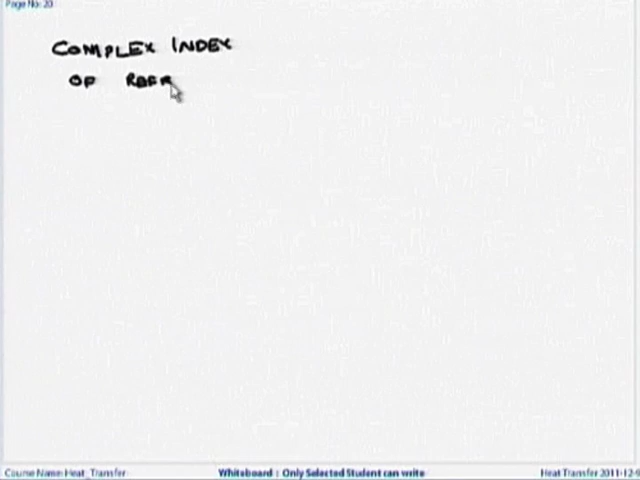 Page No: 20
COMPLEX INDEX
OF REFR
Course Name: Heat_Transfer
Whiteboard : Only Selected Student can write
Heat Transfer 2011-12-